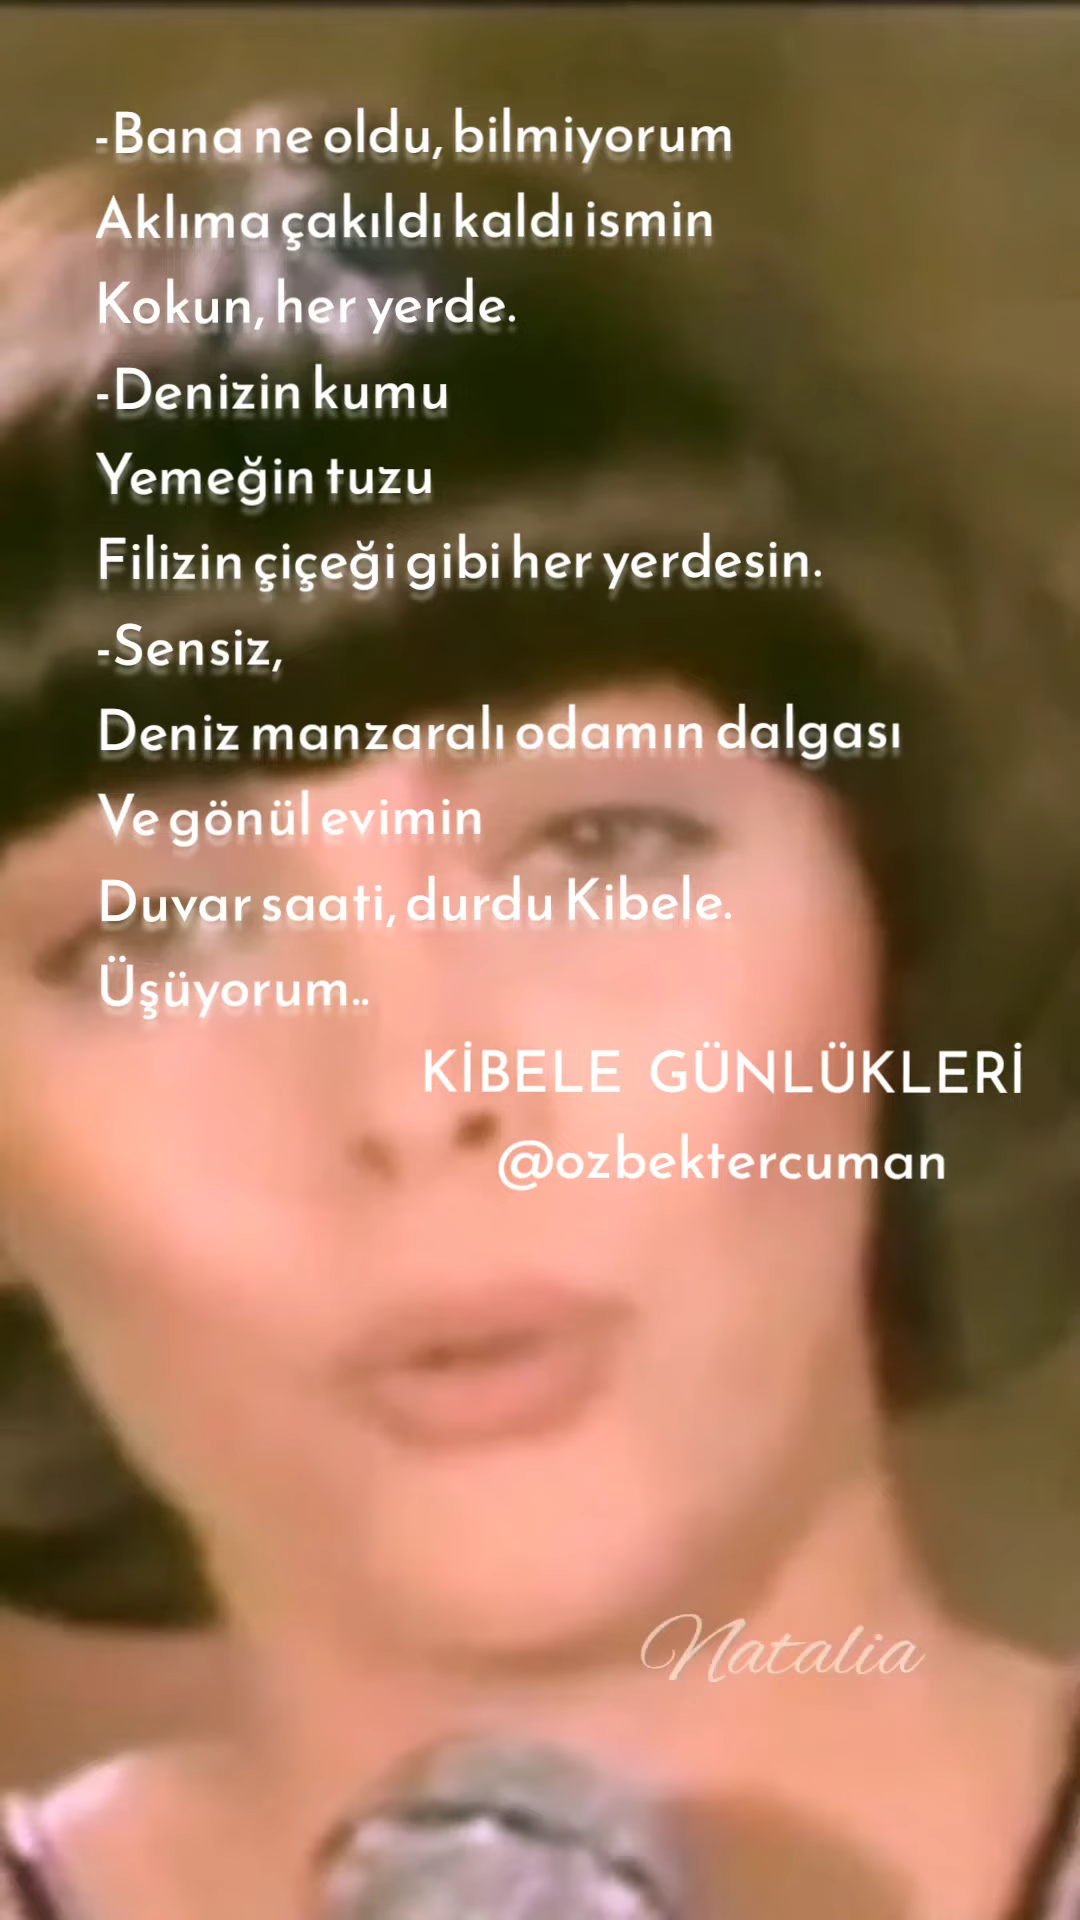 -Bana ne oldu, bilmiyorum
Aklıma çakıldı kaldı ismin
Kokun, her yerde.
-Denizin kumu
Yemeğin tuzu
Filizin çiçeği gibi her yerdesin.
-Sensiz,
Deniz manzaralı odamın dalgası
Ve gönül evimin
Duvar saati, durdu Kibele.
Üşüyorum..
KİBELE GÜNLÜKLERİ
@ozbektercuman
Natalia